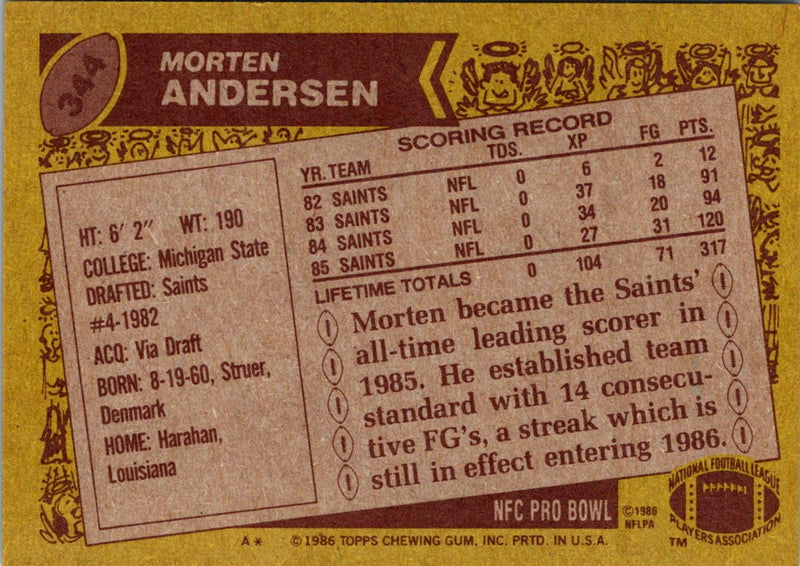 344
MORTEN
ANDERSEN
SCORING RECORD
YR. TEAM TDS. XP FG PTS.
82 SAINTS NFL 0 6 2 12
83 SAINTS NFL 0 37 18 91
84 SAINTS NFL 0 34 20 94
85 SAINTS NFL 0 27 31 120
LIFETIME TOTALS 0 104 71 317
HT: 6' 2" WT: 190
COLLEGE: Michigan State
DRAFTED: Saints
#4-1982
ACQ: Via Draft
BORN: 8-19-60, Struer,
Denmark
HOME: Harahan,
Louisiana
Morten became the Saints'
all-time leading scorer in
1985. He established team
standard with 14 consecu-
tive FG's, a streak which is
still in effect entering 1986.
NFC PRO BOWL
©1986
NFLPA
NATIONAL FOOTBALL LEAGUE
PLAYERS ASSOCIATION
TM
A* ©1986 TOPPS CHEWING GUM, INC. PRTD. IN U.S.A.